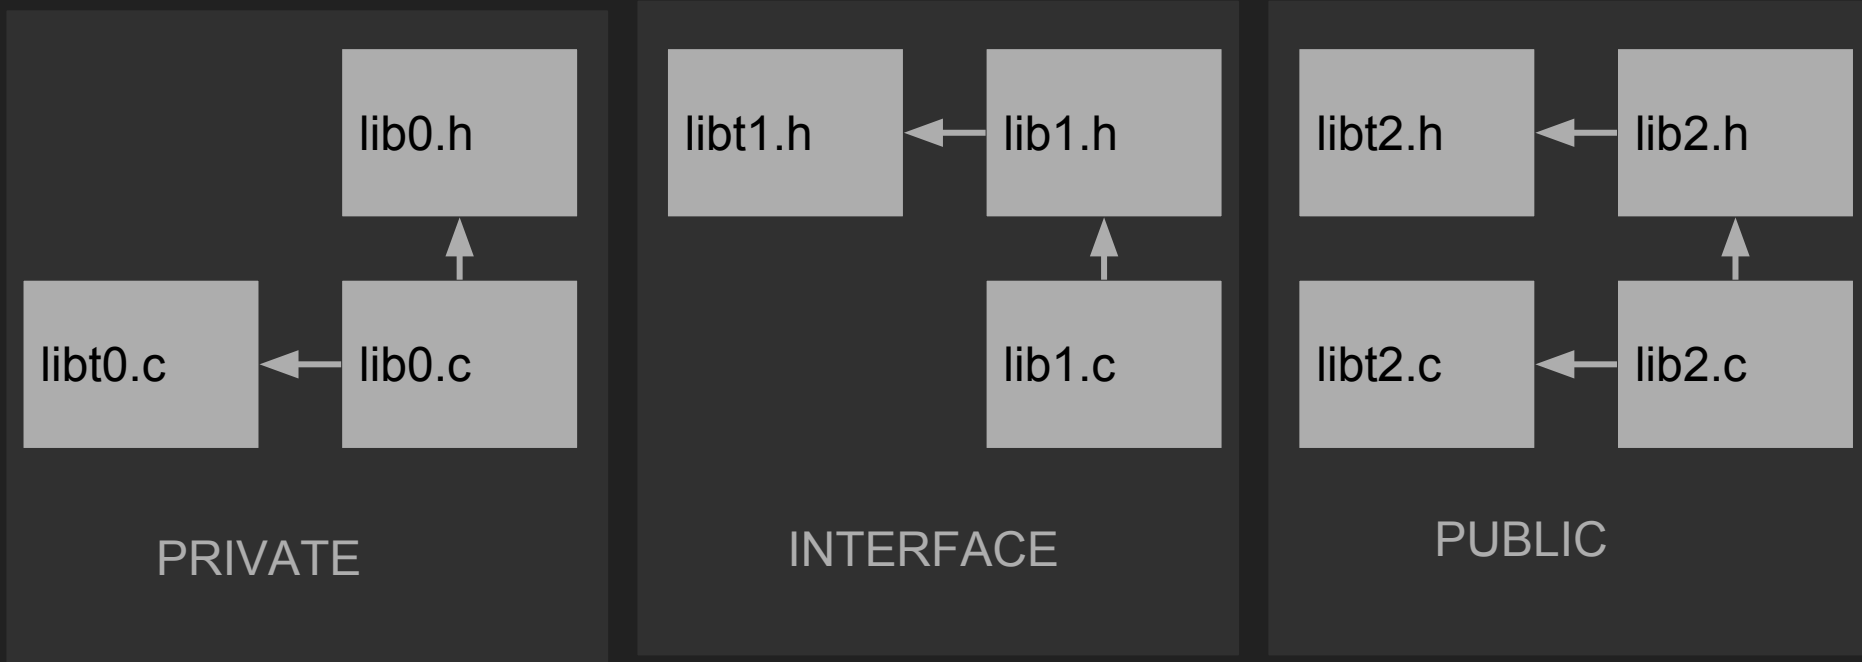 lib0.h
libt0.c
lib0.c
PRIVATE
libt1.h
lib1.h
lib1.c
INTERFACE
libt2.h
lib2.h
libt2.c
lib2.c
PUBLIC